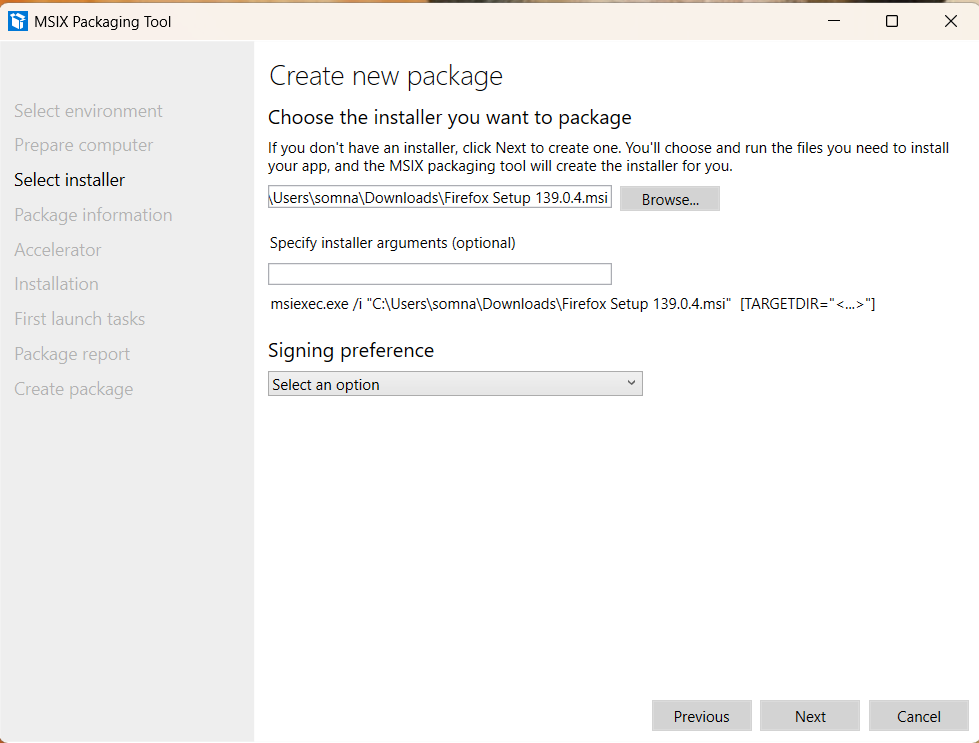 MSIX Packaging Tool
Select environment
Prepare computer
Select installer
Package information
Accelerator
Installation
First launch tasks
Package report
Create package
Create new package
Choose the installer you want to package
If you don't have an installer, click Next to create one. You'll choose and run the files you need to install
your app, and the MSIX packaging tool will create the installer for you.
\Users\somna\Downloads\Firefox Setup 139.0.4.msi
Browse...
Specify installer arguments (optional)
msiexec.exe /i "C:\Users\somna\Downloads\Firefox Setup 139.0.4.msi" [TARGETDIR="<...>"]
Signing preference
Select an option
Previous
Next
Cancel